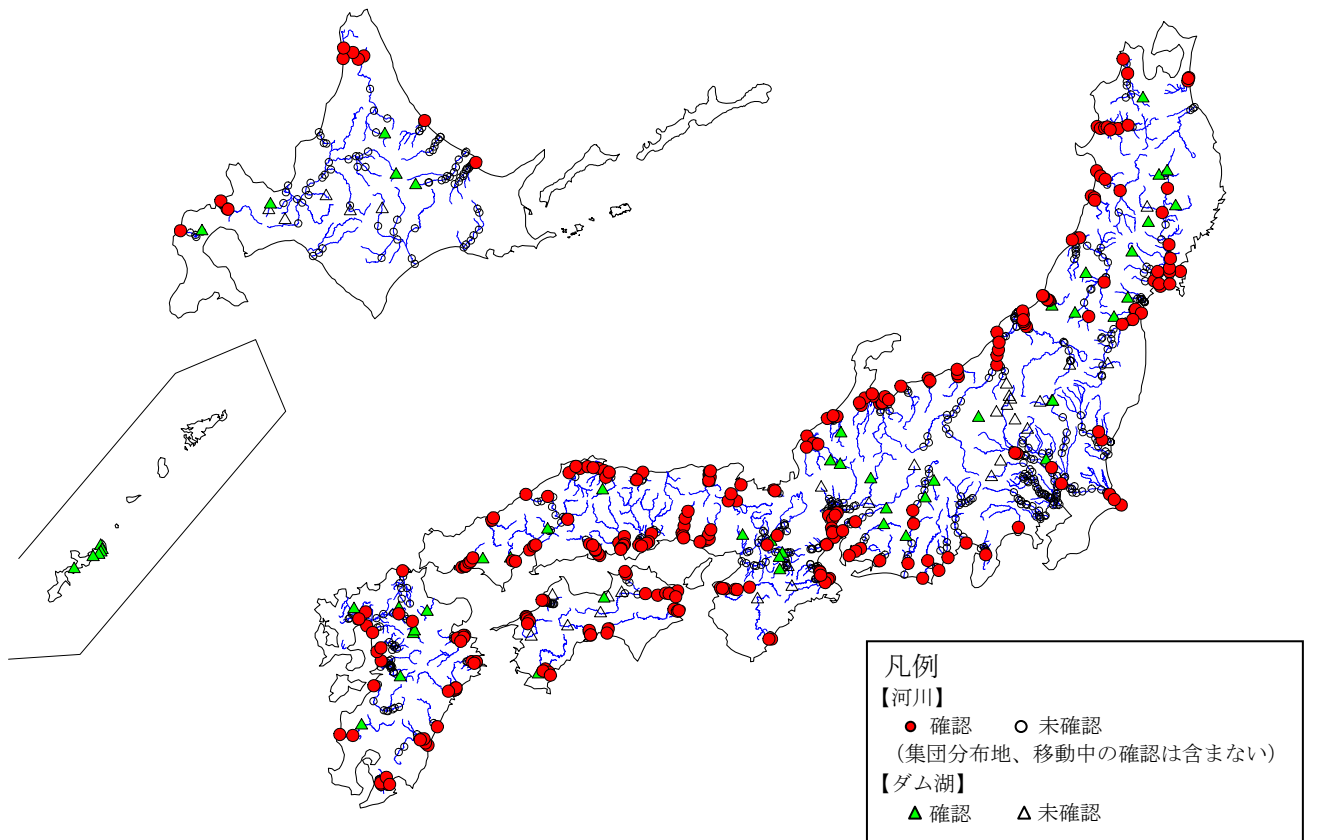 凡例
【河川】
確認 未確認
（集団分布地、移動中の確認は含まない）
【ダム湖】
確認 未確認